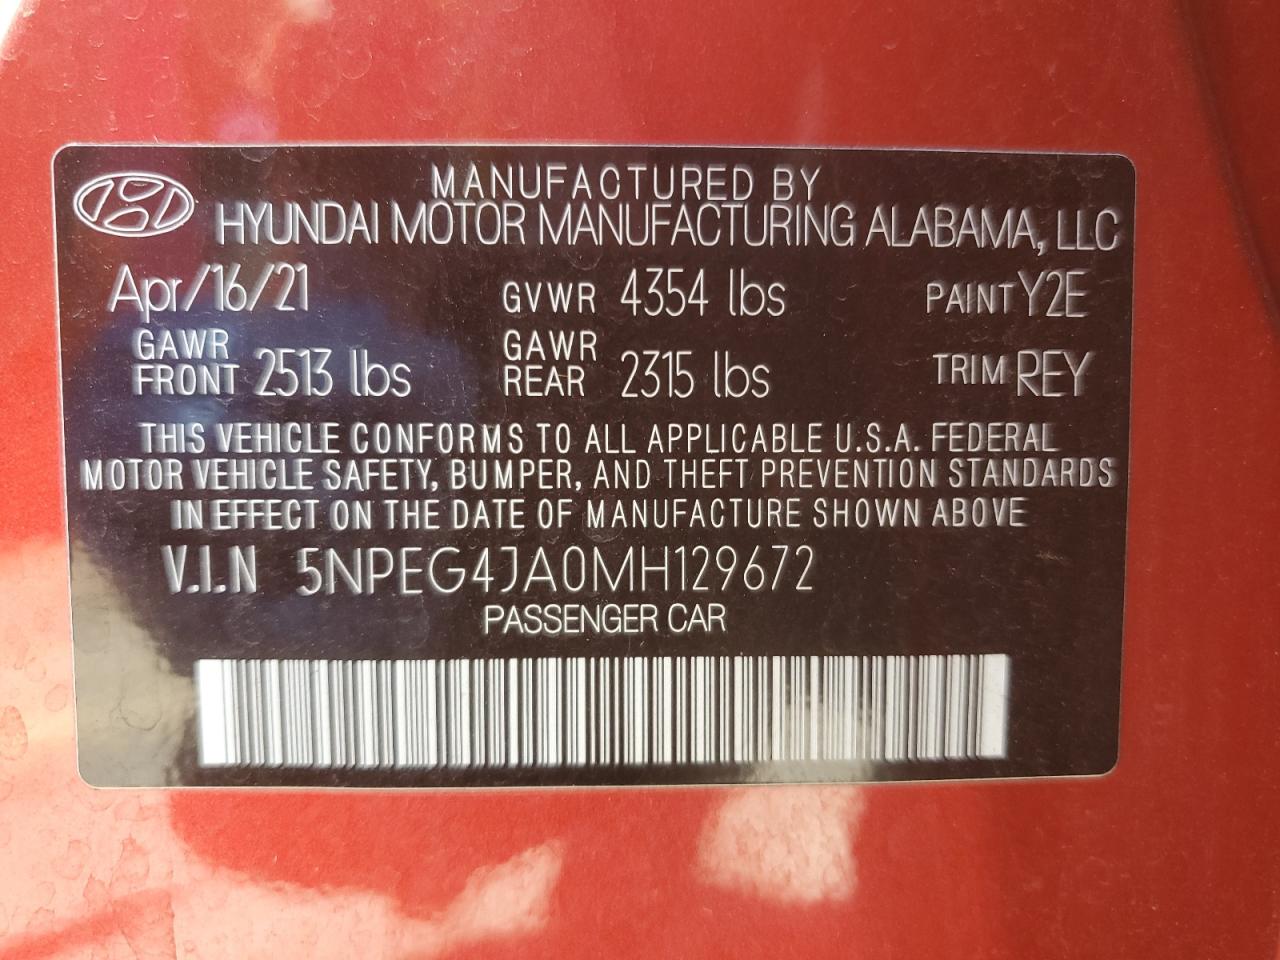 MANUFACTURED BY
HYUNDAI MOTOR MANUFACTURING ALABAMA, LLC
Apr/16/21 GVWR 4354 lbs PAINT Y2E
GAWR FRONT 2513 lbs GAWR REAR 2315 lbs TRIM REY
THIS VEHICLE CONFORMS TO ALL APPLICABLE U.S.A. FEDERAL
MOTOR VEHICLE SAFETY, BUMPER, AND THEFT PREVENTION STANDARDS
IN EFFECT ON THE DATE OF MANUFACTURE SHOWN ABOVE
V.I.N 5NPEG4JA0MH129672
PASSENGER CAR